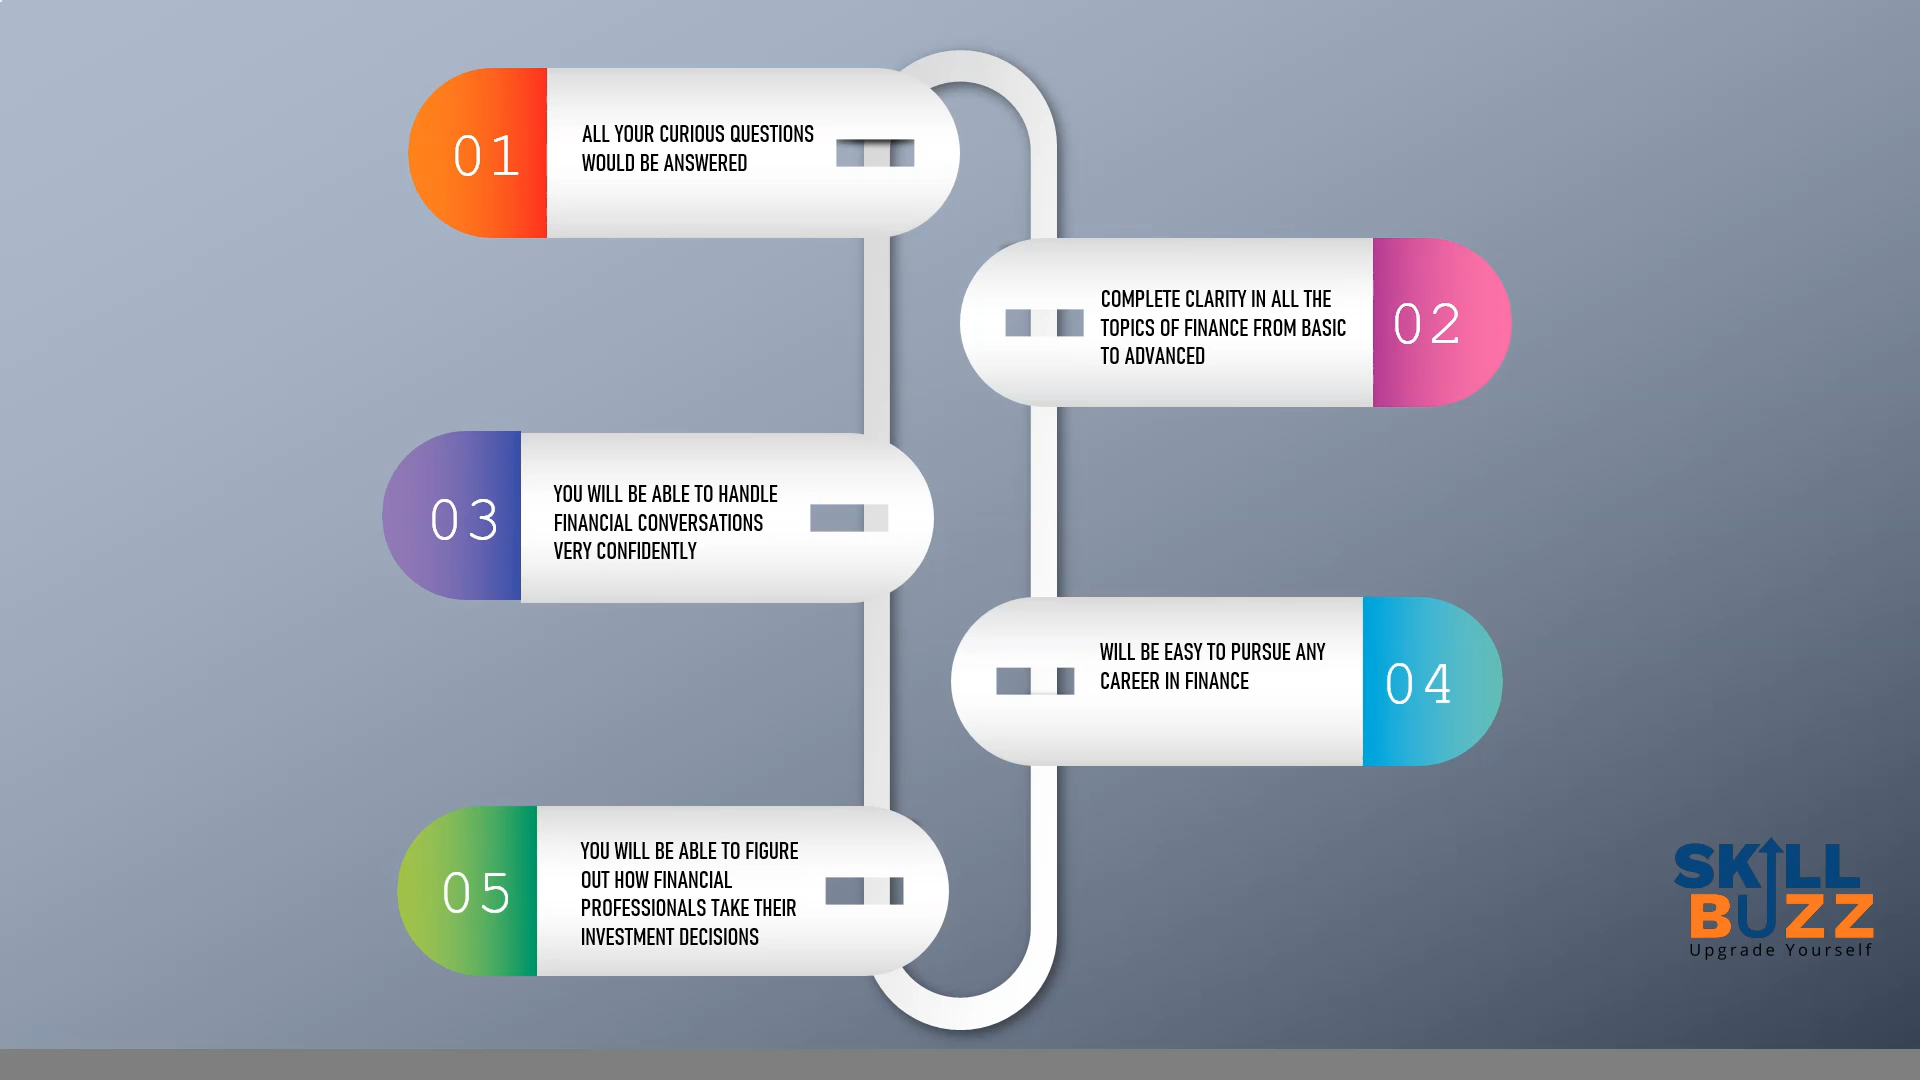 01
ALL YOUR CURIOUS QUESTIONS
WOULD BE ANSWERED
COMPLETE CLARITY IN ALL THE
TOPICS OF FINANCE FROM BASIC
TO ADVANCED
02
03
YOU WILL BE ABLE TO HANDLE
FINANCIAL CONVERSATIONS
VERY CONFIDENTLY
WILL BE EASY TO PURSUE ANY
CAREER IN FINANCE
04
05
YOU WILL BE ABLE TO FIGURE
OUT HOW FINANCIAL
PROFESSIONALS TAKE THEIR
INVESTMENT DECISIONS
SKILL
BUZZ
Upgrade Yourself